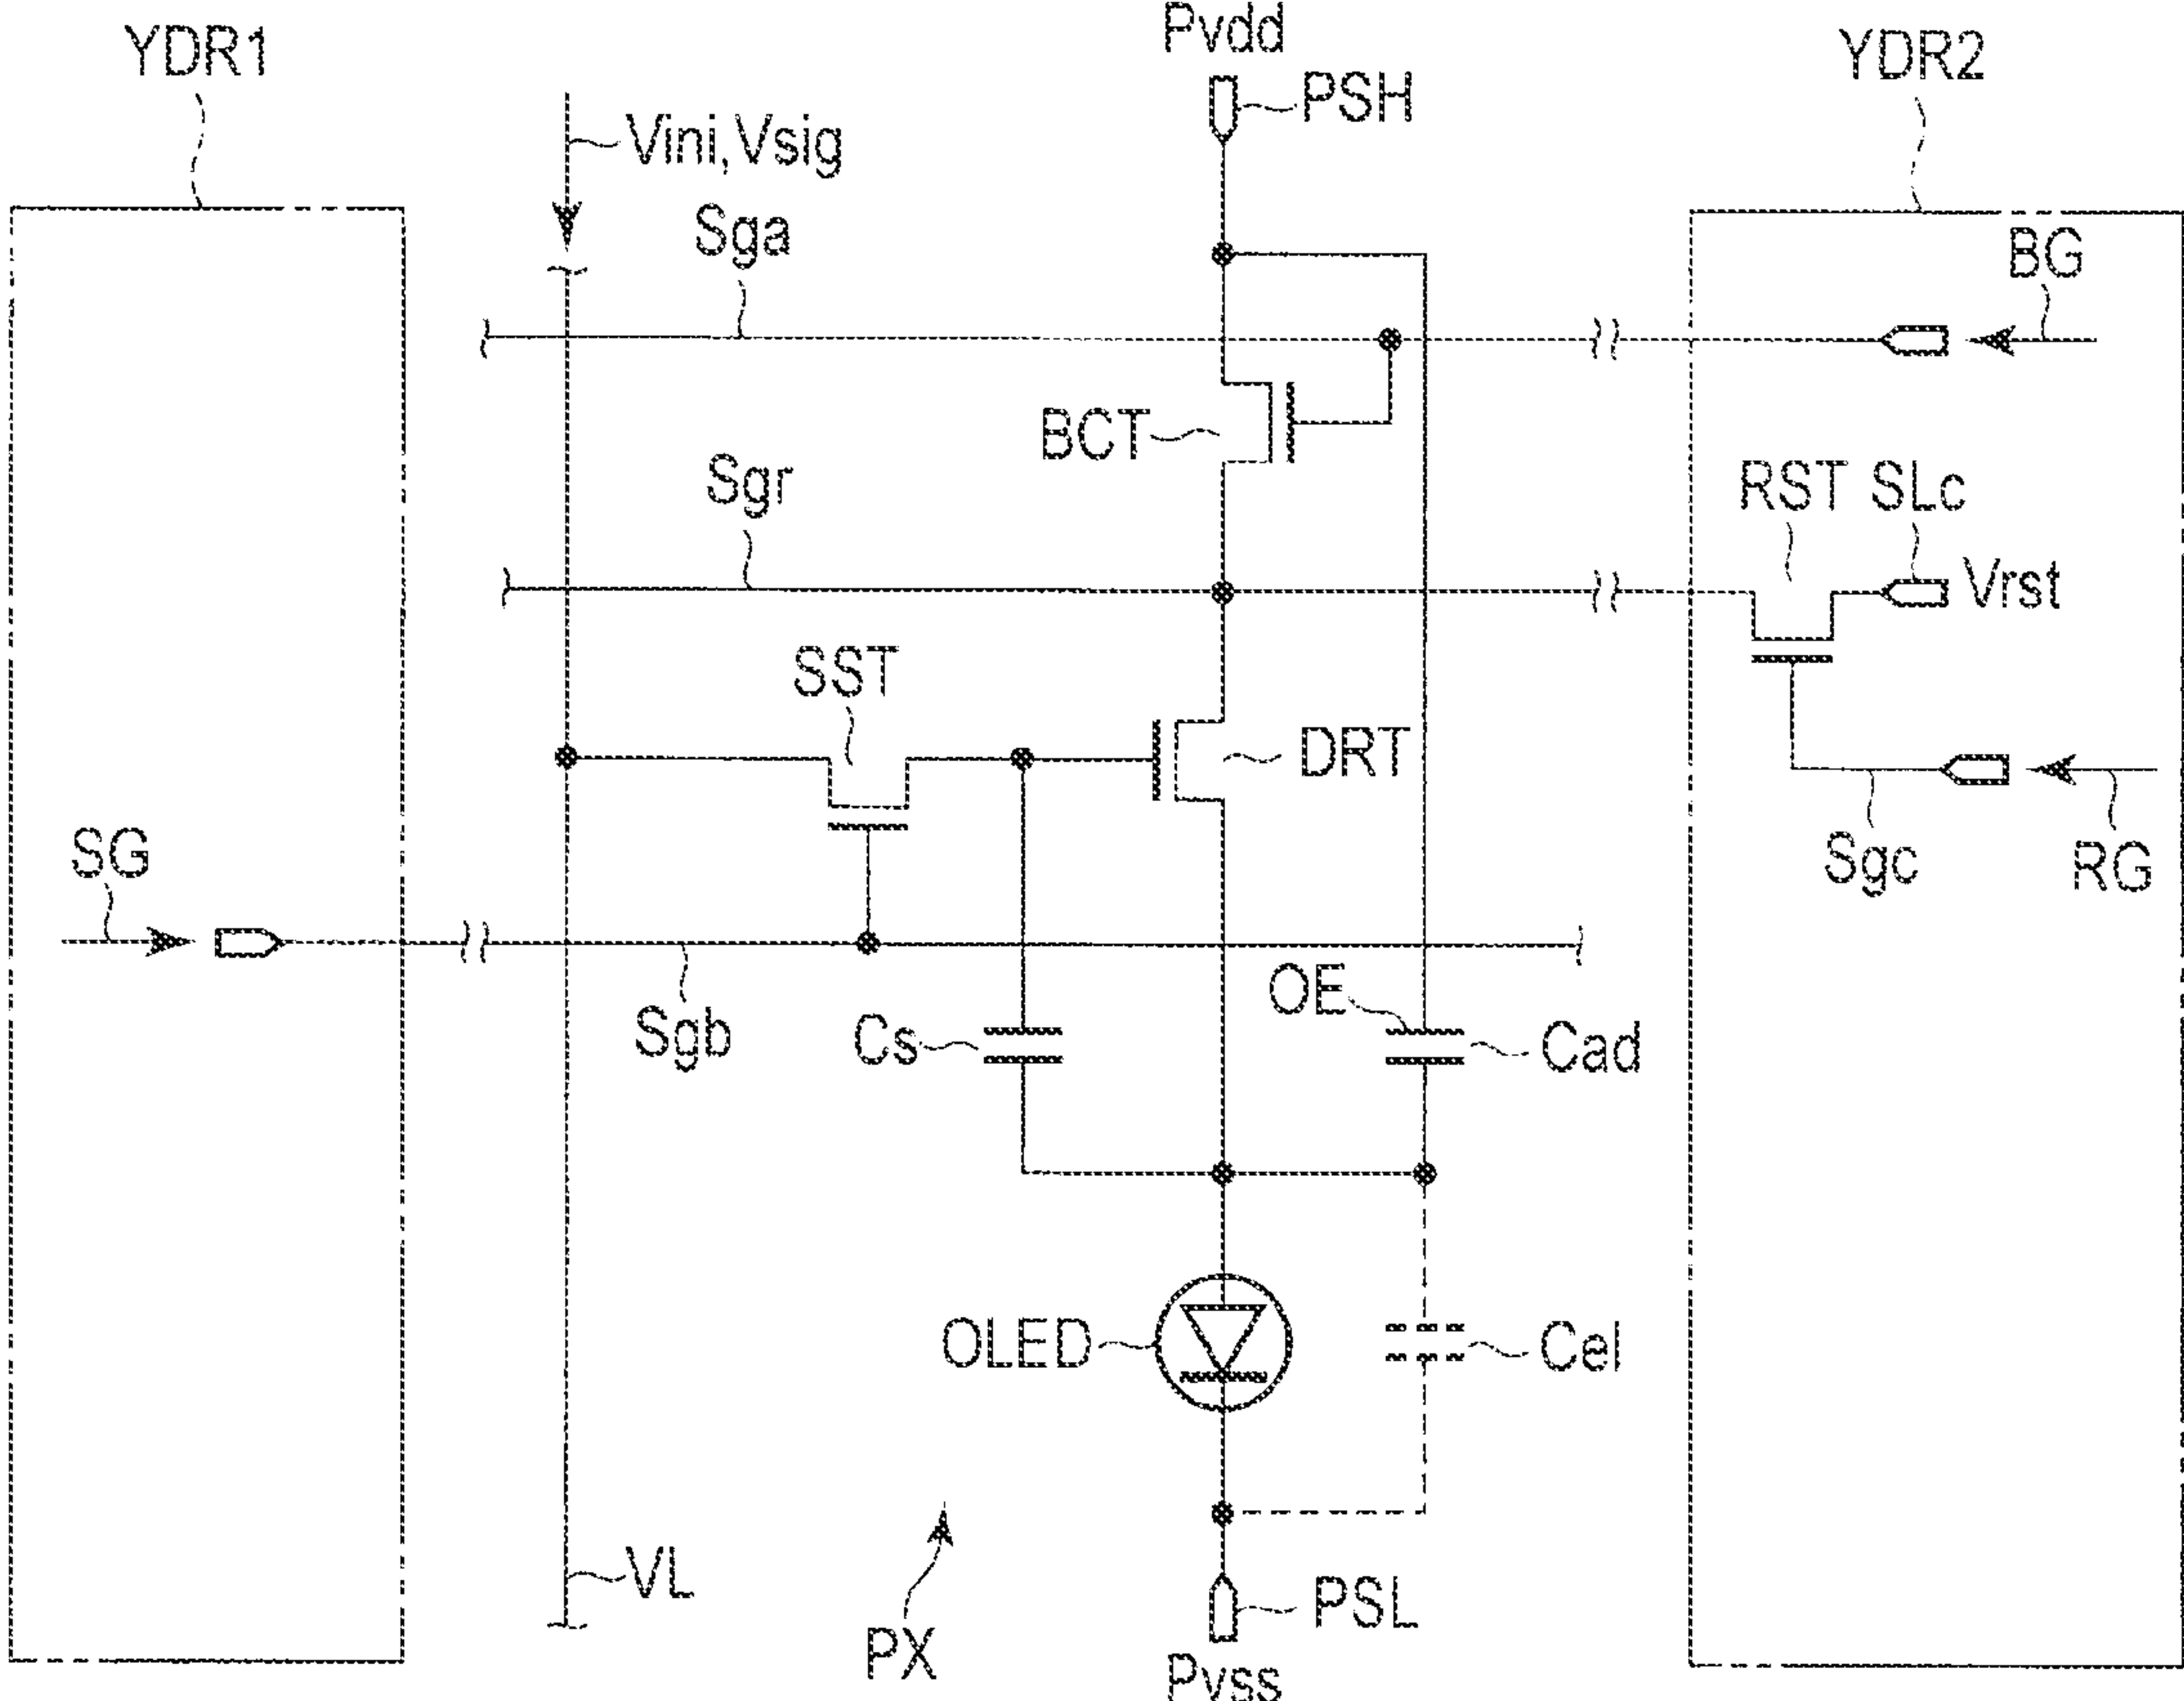 Pvdd
YDR1
YDR2
PSH
Vini,Vsig
Sga
BG
BCT
Sgr
RST
SLc
Vrst
SST
DRT
SG
Sgc
RG
OE
Sgb
Cs
Cad
OLED
Cel
VL
PSL
PX
Pvss